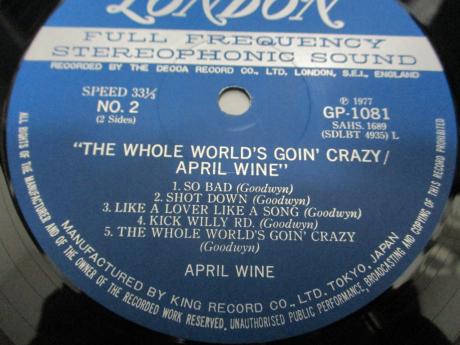 LONDON
FULL FREQUENCY
STEREOPHONIC SOUND
RECORDED BY THE DECCA RECORD CO., LTD, LONDON, S.E.I., ENGLAND
SPEED 33⅓
NO. 2
(2 Sides)
℗ 1977
GP-1081
SAHS. 1689
(SDLBT 4935) L
"THE WHOLE WORLD'S GOIN' CRAZY/
APRIL WINE"
1. SO BAD (Goodwyn)
2. SHOT DOWN (Goodwyn)
3. LIKE A LOVER LIKE A SONG (Goodwyn)
4. KICK WILLY RD. (Goodwyn)
5. THE WHOLE WORLD'S GOIN' CRAZY
(Goodwyn)
APRIL WINE
MANUFACTURED BY KING RECORD CO., LTD. TOKYO, JAPAN
ALL RIGHTS OF THE MANUFACTURER AND OF THE OWNER OF THE RECORDED WORK RESERVED, UNAUTHORISED PUBLIC PERFORMANCE, BROADCASTING AND COPYING OF THIS RECORD PROHIBITED